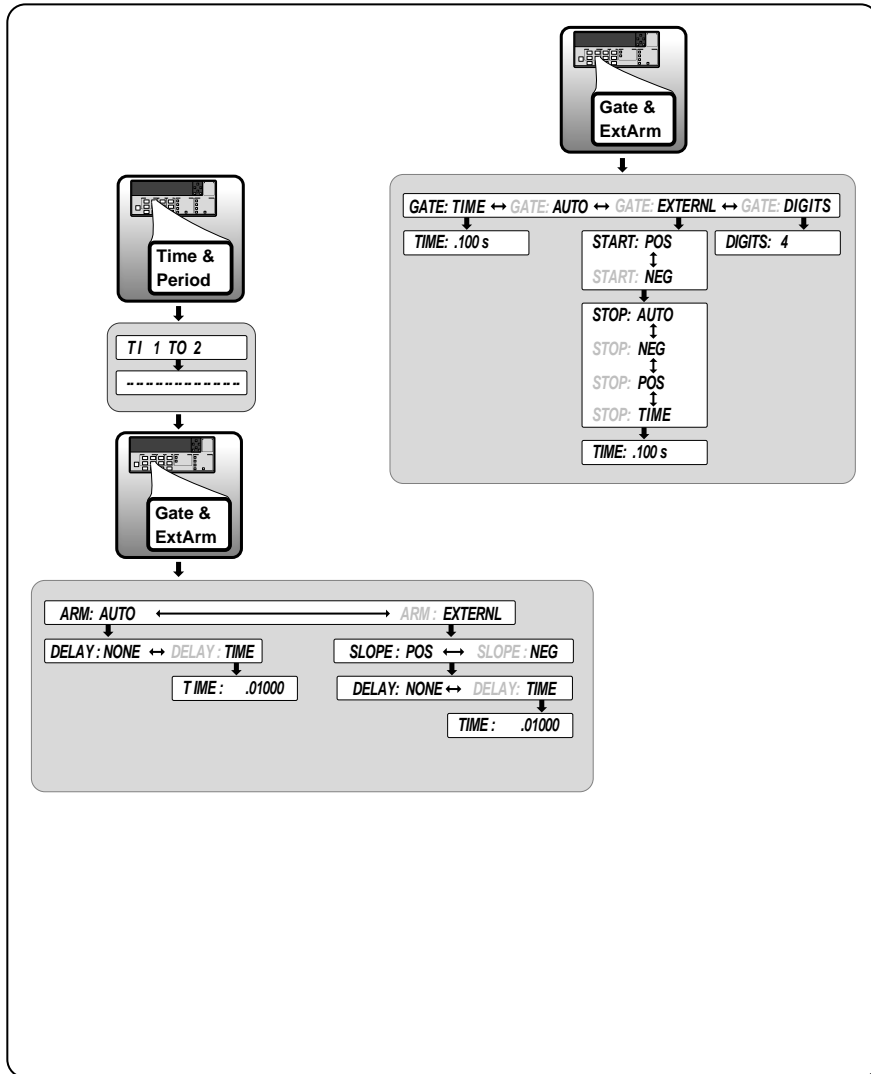 Gate &
ExtArm
GATE: TIME ↔ GATE: AUTO ↔ GATE: EXTERNL ↔ GATE: DIGITS
TIME: .100 s
START: POS
START: NEG
STOP: AUTO
STOP: NEG
STOP: POS
STOP: TIME
TIME: .100 s
DIGITS: 4
Time &
Period
TI 1 TO 2
-------------
Gate &
ExtArm
ARM: AUTO ↔ ARM: EXTERNL
DELAY: NONE ↔ DELAY: TIME
TIME: .01000
SLOPE: POS ↔ SLOPE: NEG
DELAY: NONE ↔ DELAY: TIME
TIME: .01000